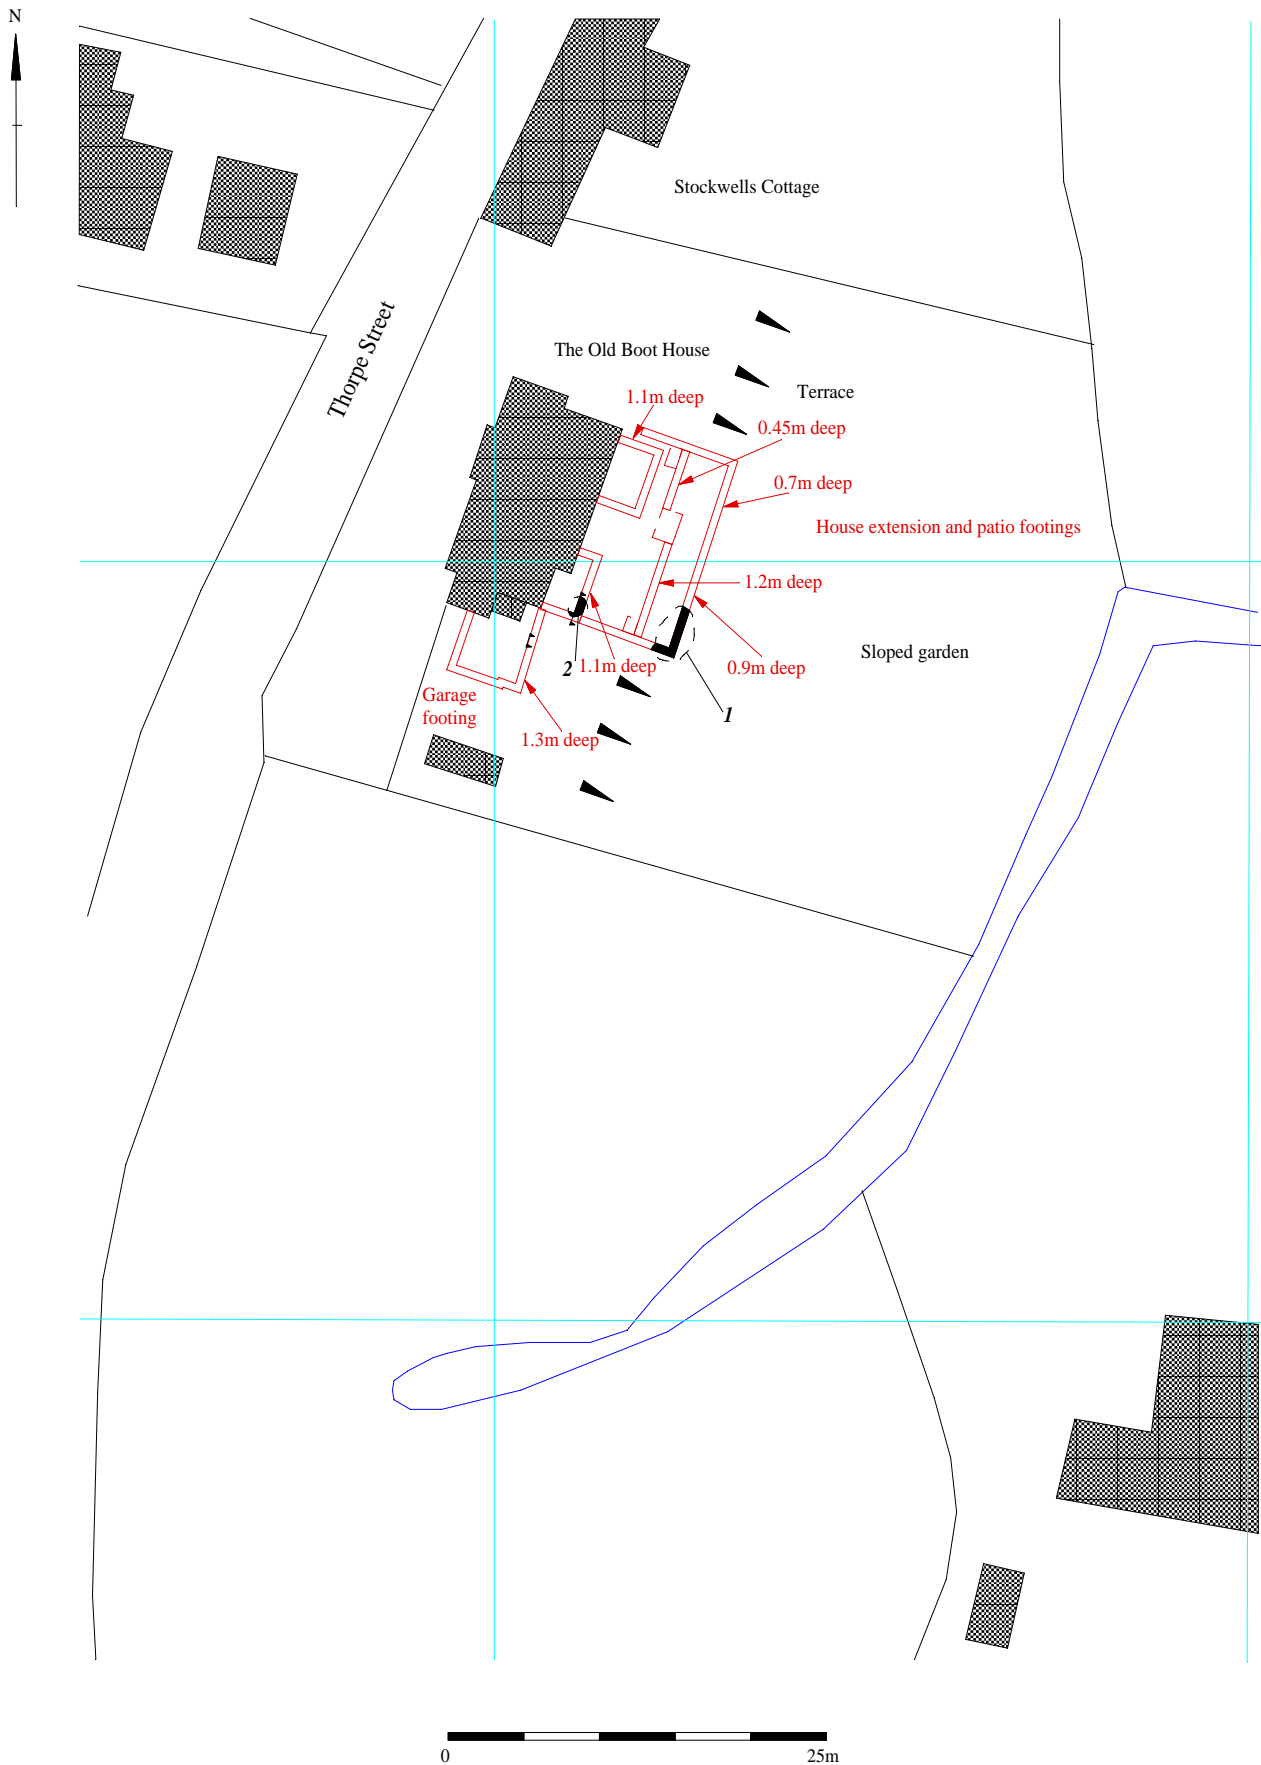 N
Stockwells Cottage
Thorpe Street
The Old Boot House
Terrace
1.1m deep
0.45m deep
0.7m deep
House extension and patio footings
1.2m deep
Sloped garden
2
1.1m deep
0.9m deep
1
Garage
footing
1.3m deep
0
25m